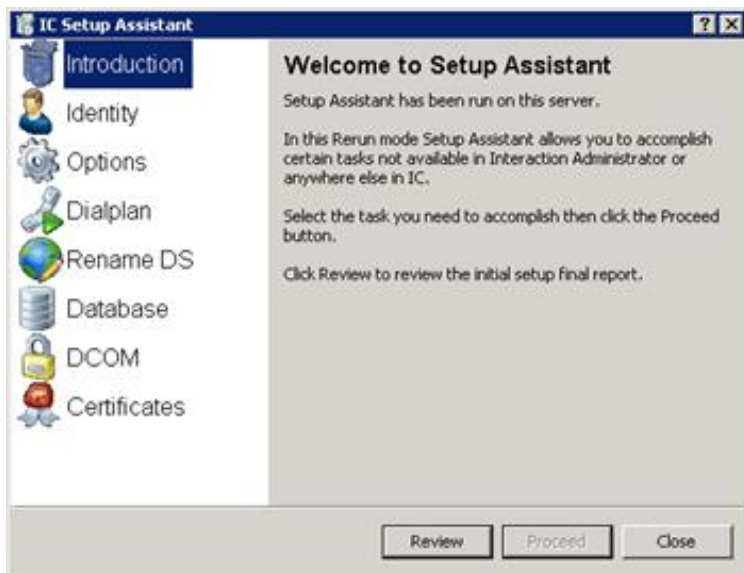 IC Setup Assistant
Introduction
Identity
Options
Dialplan
Rename DS
Database
DCOM
Certificates
Welcome to Setup Assistant
Setup Assistant has been run on this server.
In this Rerun mode Setup Assistant allows you to accomplish
certain tasks not available in Interaction Administrator or
anywhere else in IC.
Select the task you need to accomplish then click the Proceed
button.
Click Review to review the initial setup final report.
Review
Proceed
Close